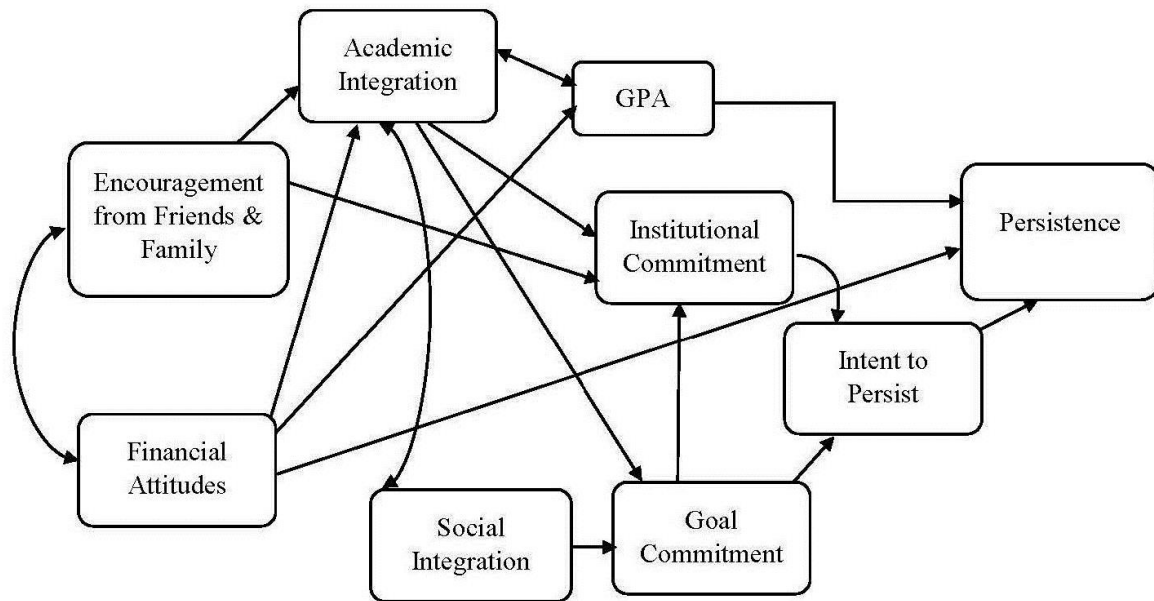 Academic
Integration
GPA
Encouragement
from Friends &
Family
Institutional
Commitment
Persistence
Intent to
Persist
Financial
Attitudes
Social
Integration
Goal
Commitment